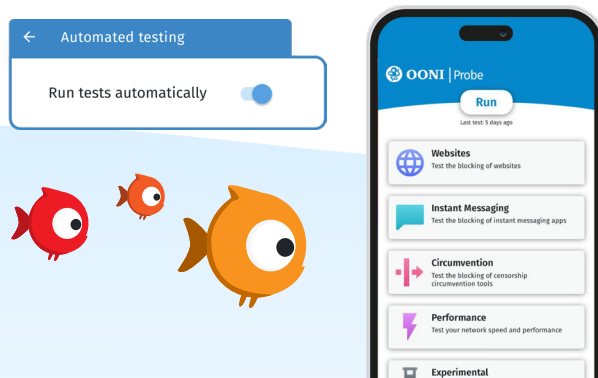 Automated testing
Run tests automatically
OONI Probe
Run
Last test: 5 days ago
Websites
Test the blocking of websites
Instant Messaging
Test the blocking of instant messaging apps
Circumvention
Test the blocking of censorship
circumvention tools
Performance
Test your network speed and performance
Experimental